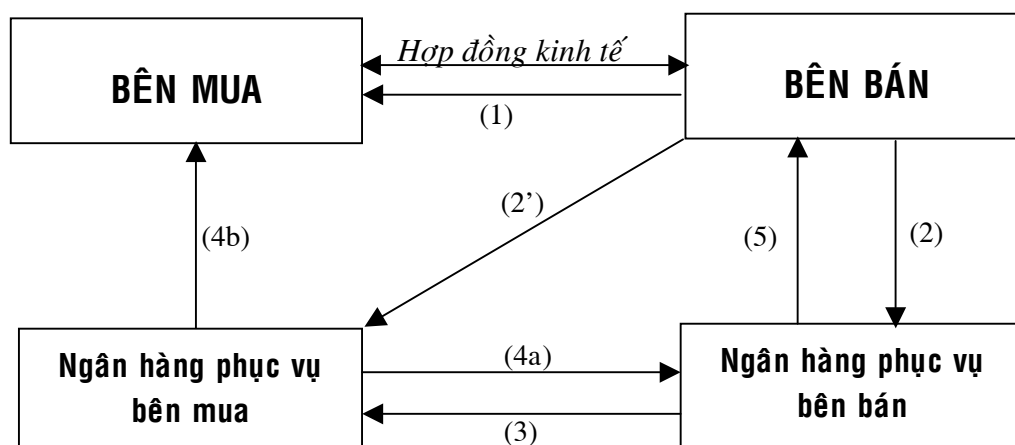 Hợp đồng kinh tế
BÊN MUA
BÊN BÁN
(1)
(2’)
(4b)
(5)
(2)
Ngân hàng phục vụ
bên mua
(4a)
(3)
Ngân hàng phục vụ
bên bán